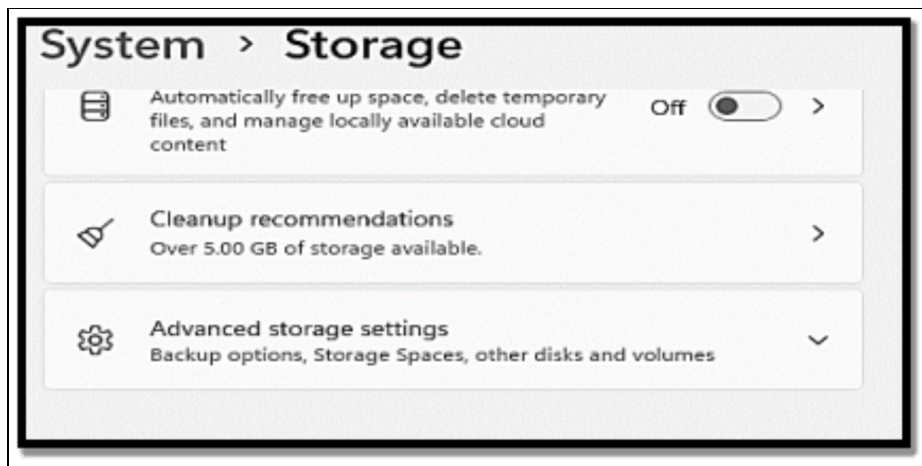 System > Storage
Automatically free up space, delete temporary
files, and manage locally available cloud
content
Off
Cleanup recommendations
Over 5.00 GB of storage available.
Advanced storage settings
Backup options, Storage Spaces, other disks and volumes